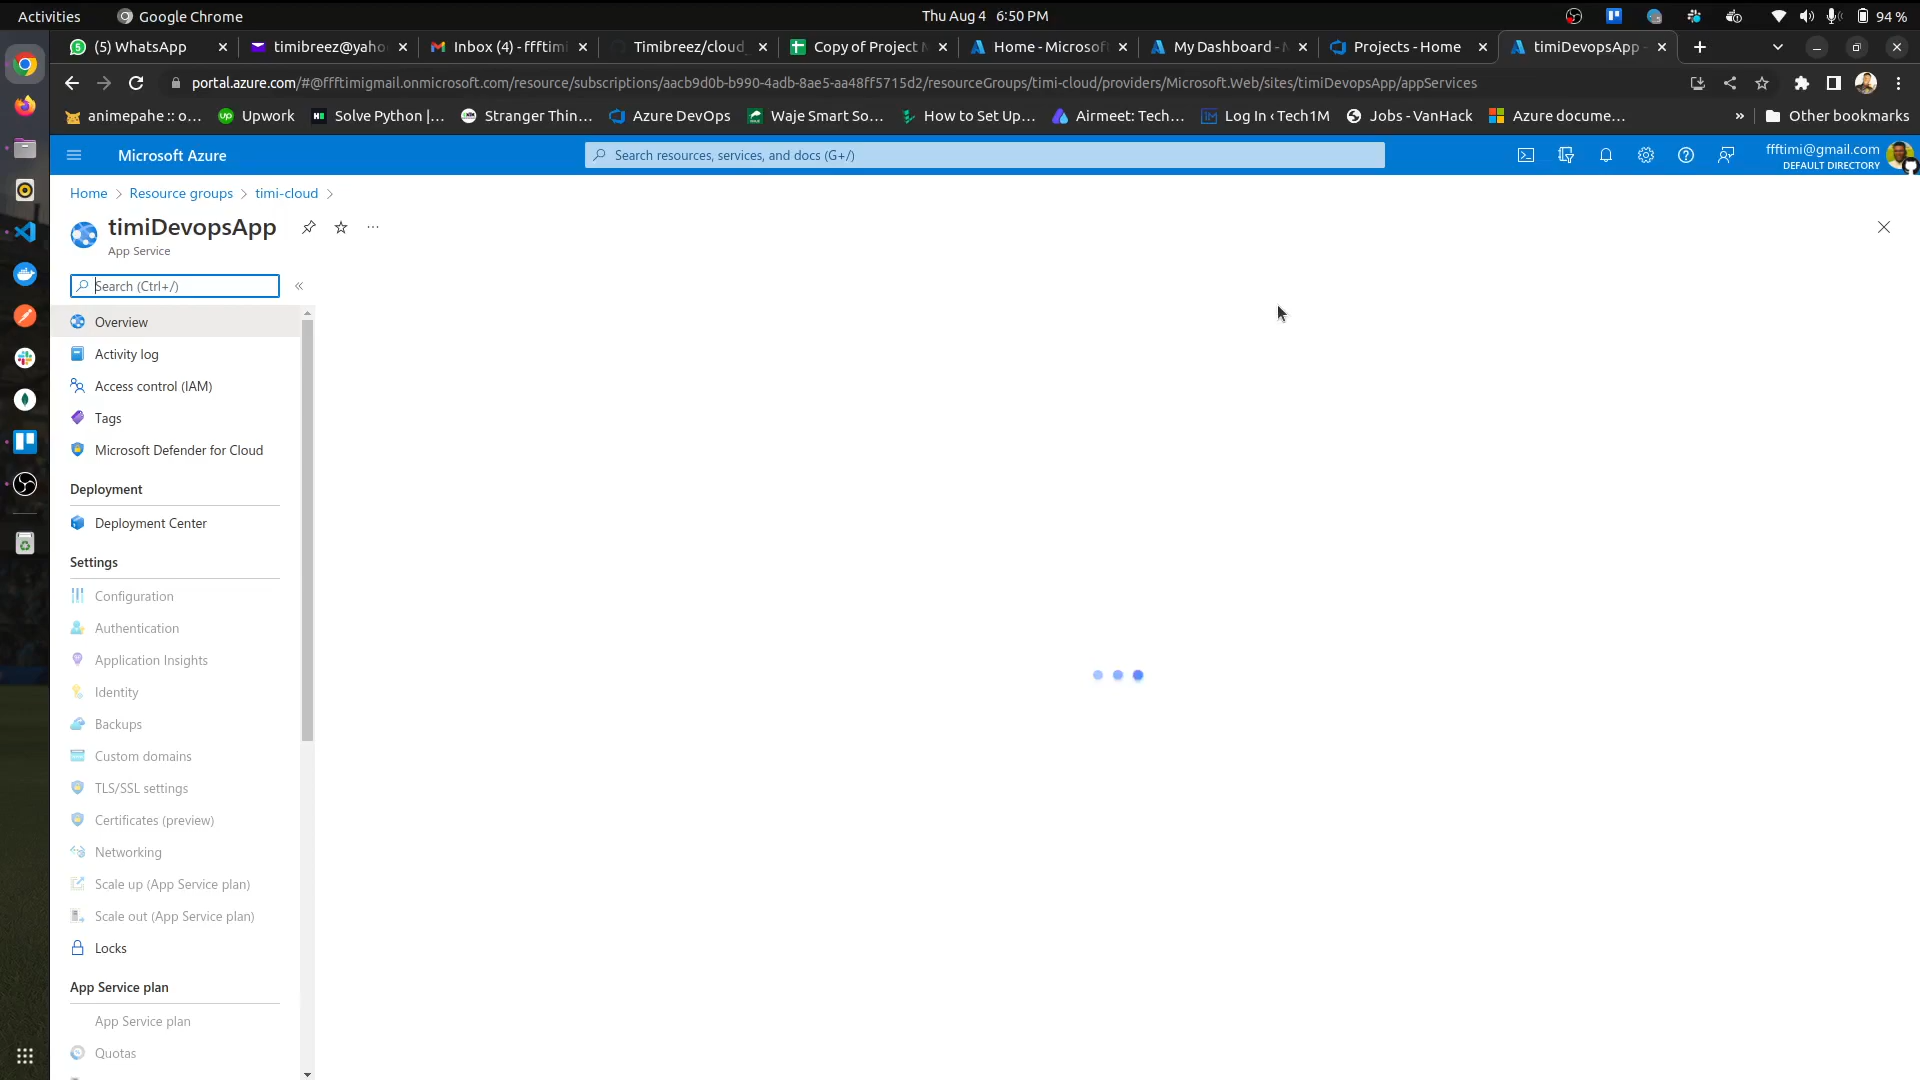 Activities
Google Chrome
Thu Aug 4 6:50 PM
94 %
(5) WhatsApp
timibreez@yaho
Inbox (4) - ffftimi
Timibreez/cloud_
Copy of Project M
Home - Microsoft
My Dashboard - M
Projects - Home
timiDevopsApp -
portal.azure.com/#@ffftimigmail.onmicrosoft.com/resource/subscriptions/aacb9d0b-b990-4adb-8ae5-aa48ff5715d2/resourceGroups/timi-cloud/providers/Microsoft.Web/sites/timiDevopsApp/appServices
animepahe :: o...
Upwork
Solve Python |...
Stranger Thin...
Azure DevOps
Waje Smart So...
How to Set Up...
Airmeet: Tech...
Log In ‹ Tech1M
Jobs - VanHack
Azure docume...
»
Other bookmarks
Microsoft Azure
Search resources, services, and docs (G+/)
ffftimi@gmail.com
DEFAULT DIRECTORY
Home > Resource groups > timi-cloud >
timiDevopsApp
App Service
Search (Ctrl+/)
«
Overview
Activity log
Access control (IAM)
Tags
Microsoft Defender for Cloud
Deployment
Deployment Center
Settings
Configuration
Authentication
Application Insights
Identity
Backups
Custom domains
TLS/SSL settings
Certificates (preview)
Networking
Scale up (App Service plan)
Scale out (App Service plan)
Locks
App Service plan
App Service plan
Quotas